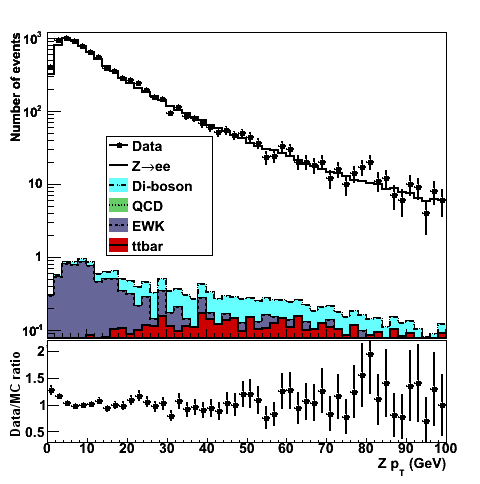 Number of events
10³
10²
10
1
10⁻¹
Data
Z→ee
Di-boson
QCD
EWK
ttbar
Data/MC ratio
2
1.5
1
0.5
0 10 20 30 40 50 60 70 80 90 100
Z p_T (GeV)